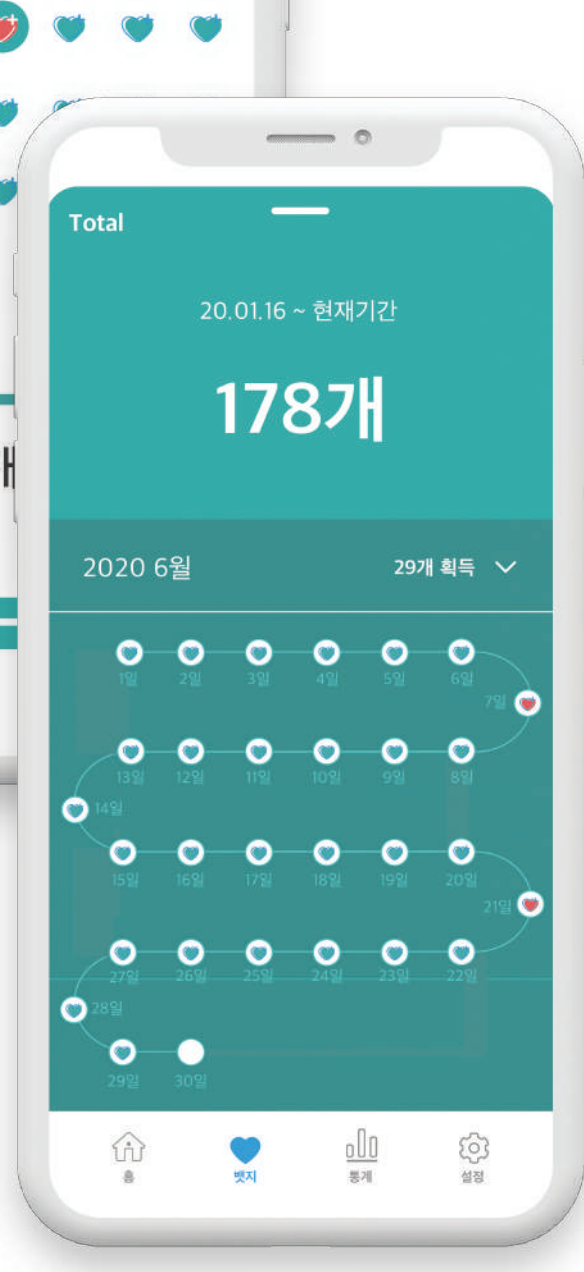 Total
20.01.16 ~ 현재기간
178개
2020 6월 29개 획득
1일 2일 3일 4일 5일 6일
7일
13일 12일 11일 10일 9일 8일
14일
15일 16일 17일 18일 19일 20일
21일
27일 26일 25일 24일 23일 22일
28일
29일 30일
홈 뱃지 통계 설정